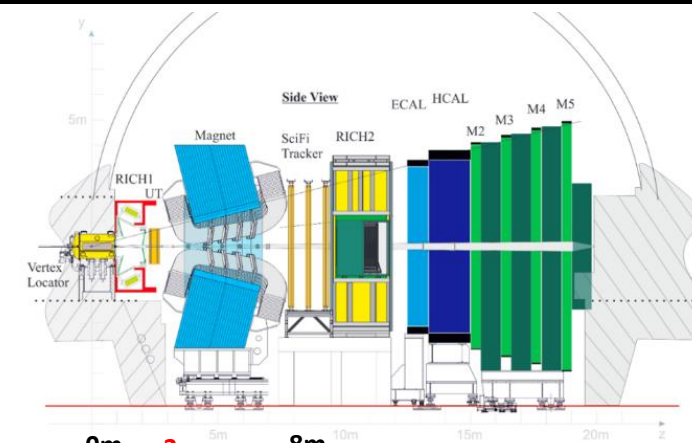 y
5m
Side View
Magnet
SciFi
Tracker
RICH2
ECAL
HCAL
M2
M3
M4
M5
RICH1
UT
Vertex
Locator
5m
10m
15m
20m
z
8m